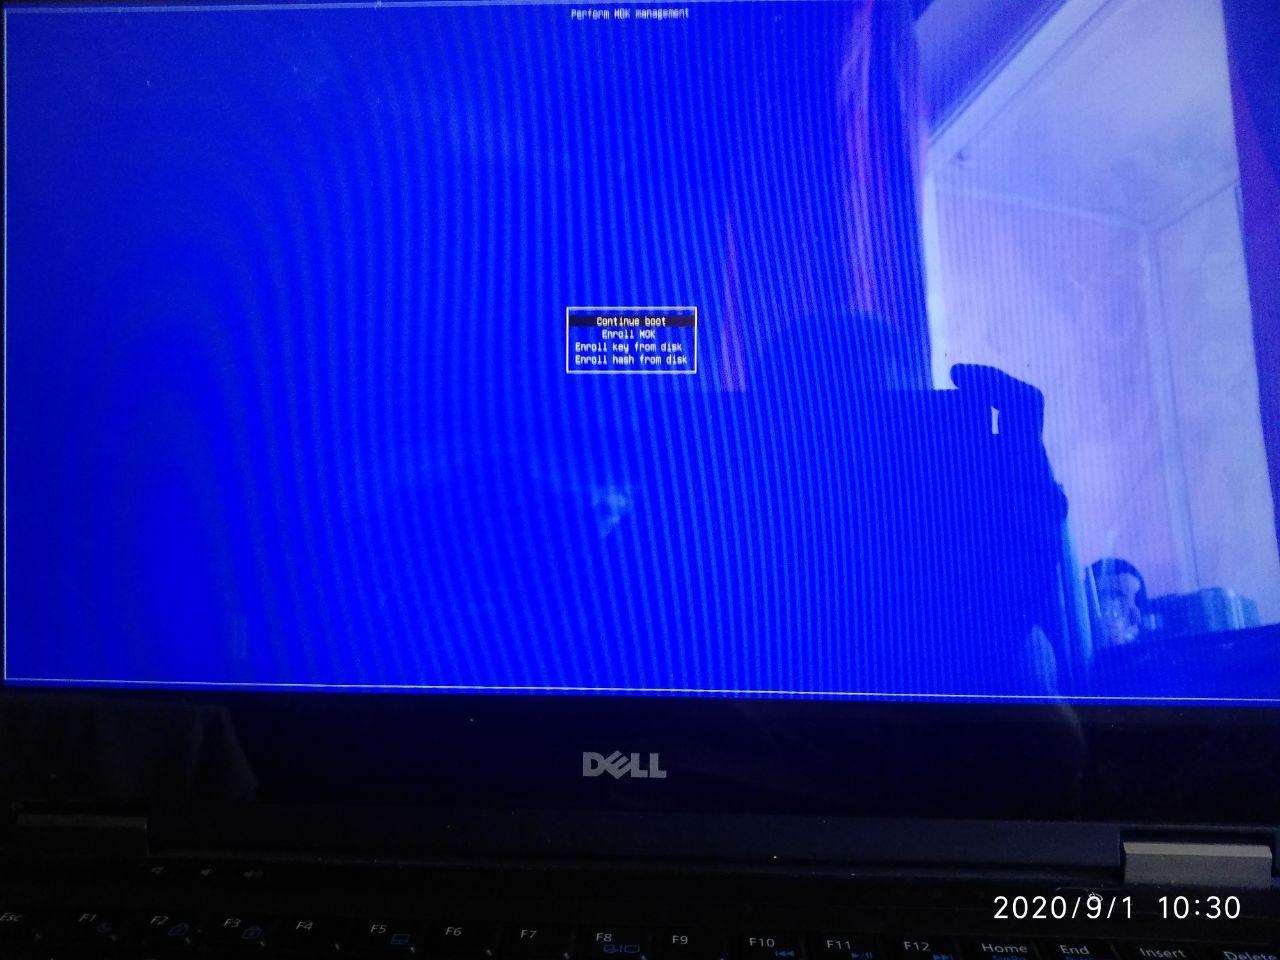 Perform MOK management
Continue boot
Enroll MOK
Enroll key from disk
Enroll hash from disk
DELL
2020/9/1 10:30
Esc F1 F2 F3 F4 F5 F6 F7 F8 F9 F10 F11 F12 Home End Insert Delete